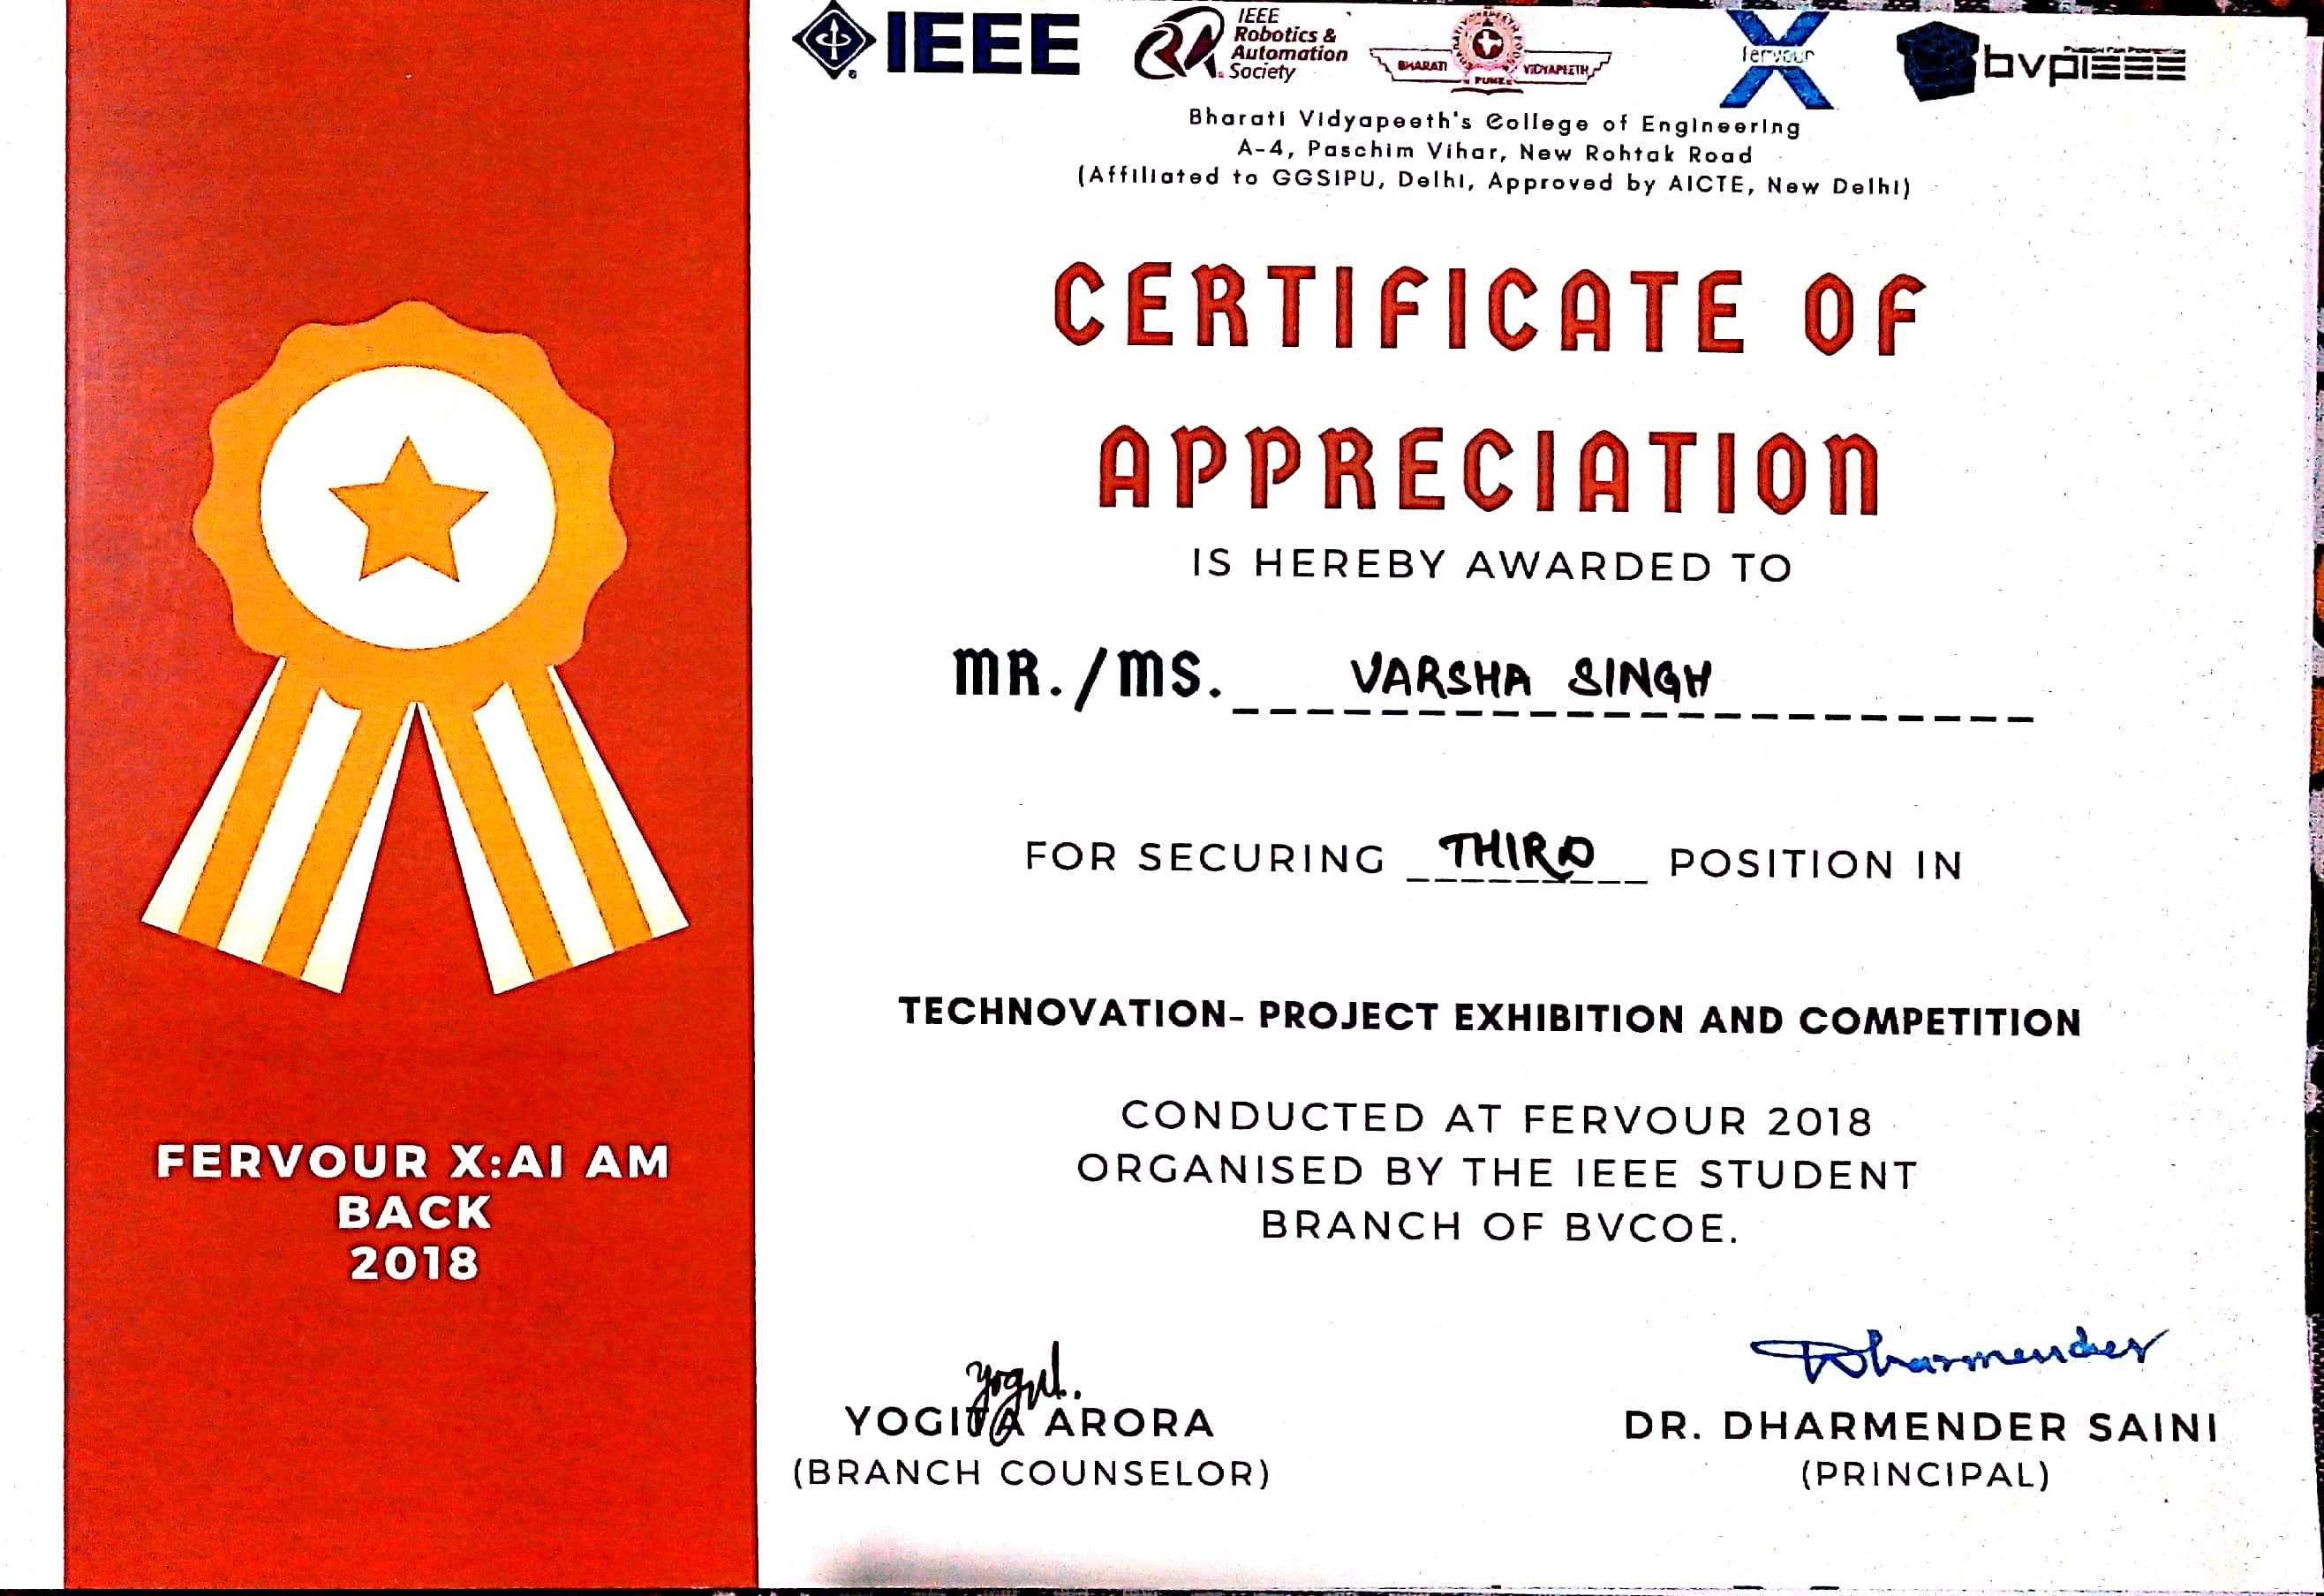 IEEE
IEEE
Robotics &
Automation
Society
BHARATI
VIDYAPEETH
PUNE
fervour
bvpieee
Bharati Vidyapeeth's College of Engineering
A-4, Paschim Vihar, New Rohtak Road
(Affiliated to GGSIPU, Delhi, Approved by AICTE, New Delhi)
CERTIFICATE OF
APPRECIATION
IS HEREBY AWARDED TO
MR./MS. VARSHA SINGH
FOR SECURING THIRD POSITION IN
TECHNOVATION- PROJECT EXHIBITION AND COMPETITION
CONDUCTED AT FERVOUR 2018
ORGANISED BY THE IEEE STUDENT
BRANCH OF BVCOE.
FERVOUR X:AI AM
BACK
2018
Dharmender
YOGITA ARORA
(BRANCH COUNSELOR)
DR. DHARMENDER SAINI
(PRINCIPAL)